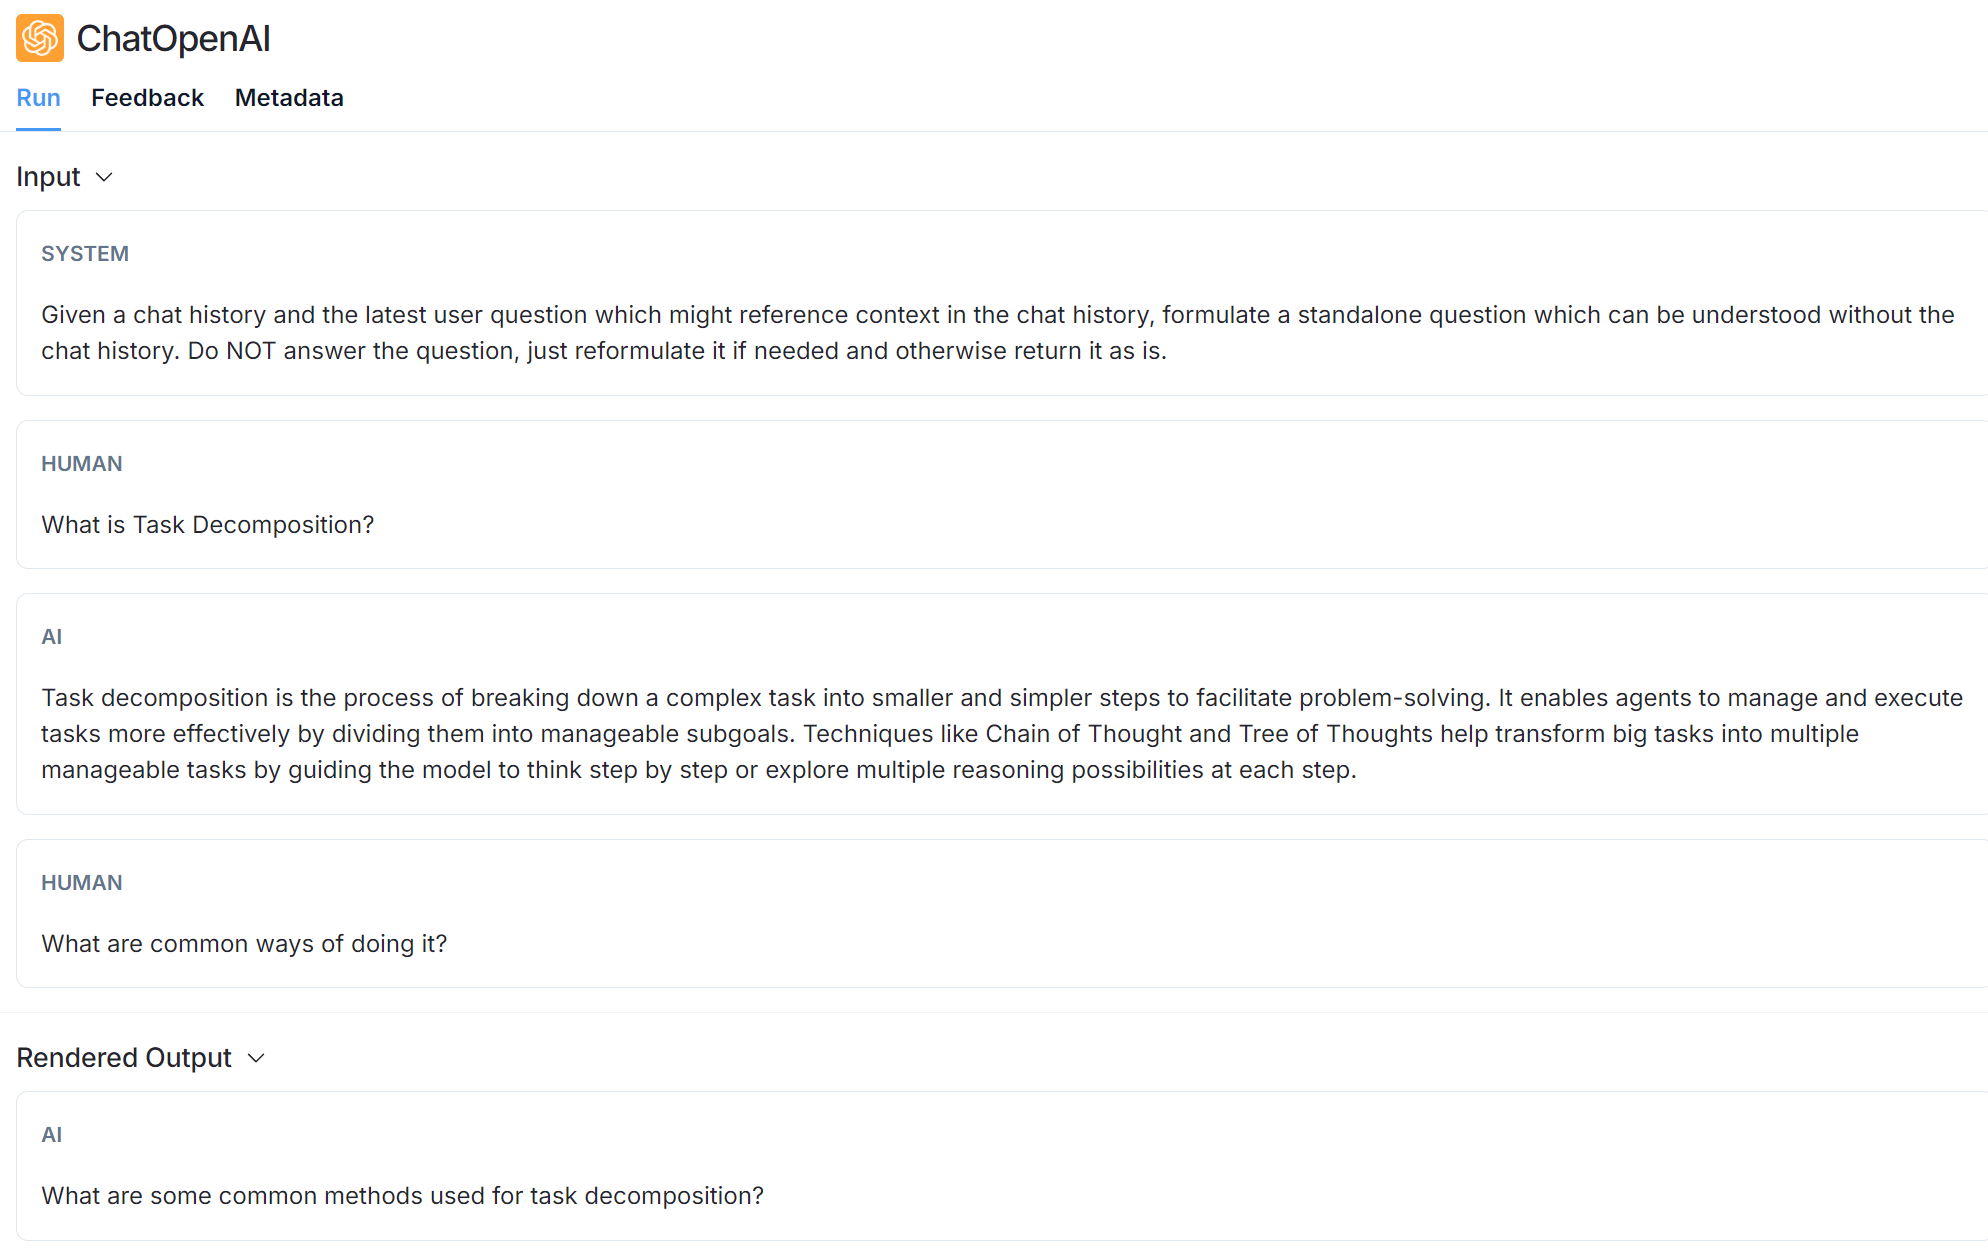 ChatOpenAI
Run Feedback Metadata
Input
SYSTEM
Given a chat history and the latest user question which might reference context in the chat history, formulate a standalone question which can be understood without the
chat history. Do NOT answer the question, just reformulate it if needed and otherwise return it as is.
HUMAN
What is Task Decomposition?
AI
Task decomposition is the process of breaking down a complex task into smaller and simpler steps to facilitate problem-solving. It enables agents to manage and execute
tasks more effectively by dividing them into manageable subgoals. Techniques like Chain of Thought and Tree of Thoughts help transform big tasks into multiple
manageable tasks by guiding the model to think step by step or explore multiple reasoning possibilities at each step.
HUMAN
What are common ways of doing it?
Rendered Output
AI
What are some common methods used for task decomposition?